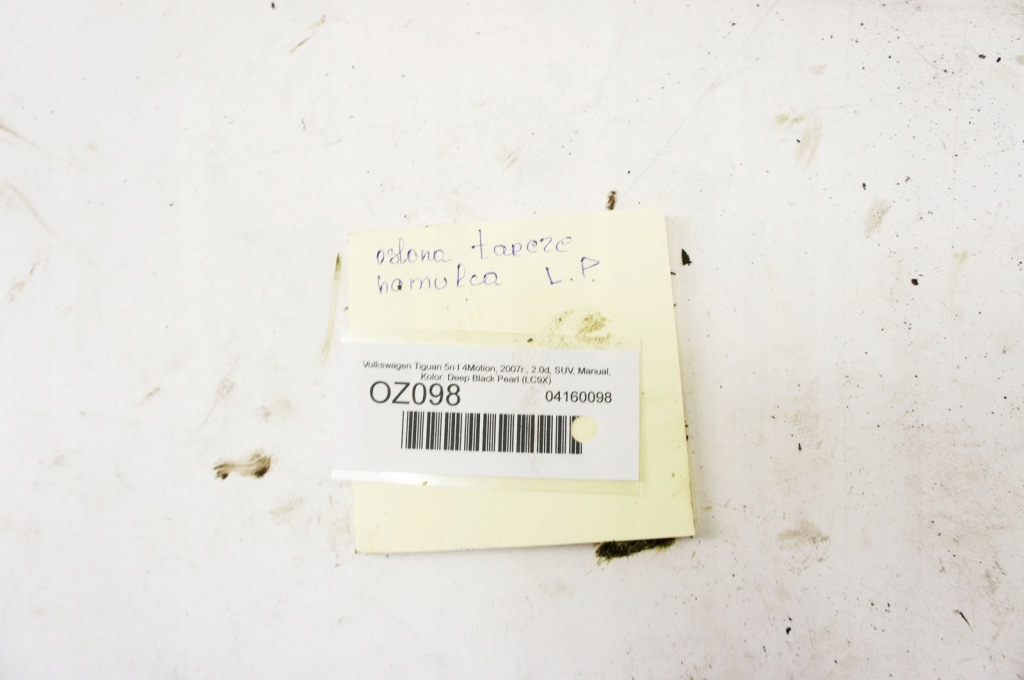 osłona tarcze
hamulca L.P.
Volkswagen Tiguan 5n I 4Motion, 2007r., 2.0d, SUV, Manual,
Kolor: Deep Black Pearl (LC9X)
OZ098 04160098